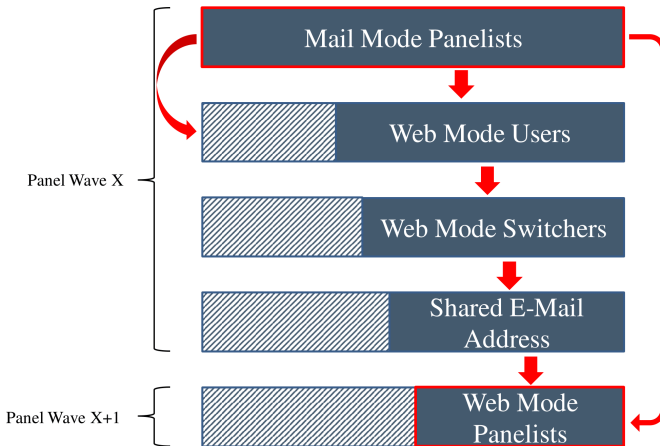 Mail Mode Panelists
Web Mode Users
Panel Wave X
Web Mode Switchers
Shared E-Mail
Address
Panel Wave X+1
Web Mode
Panelists